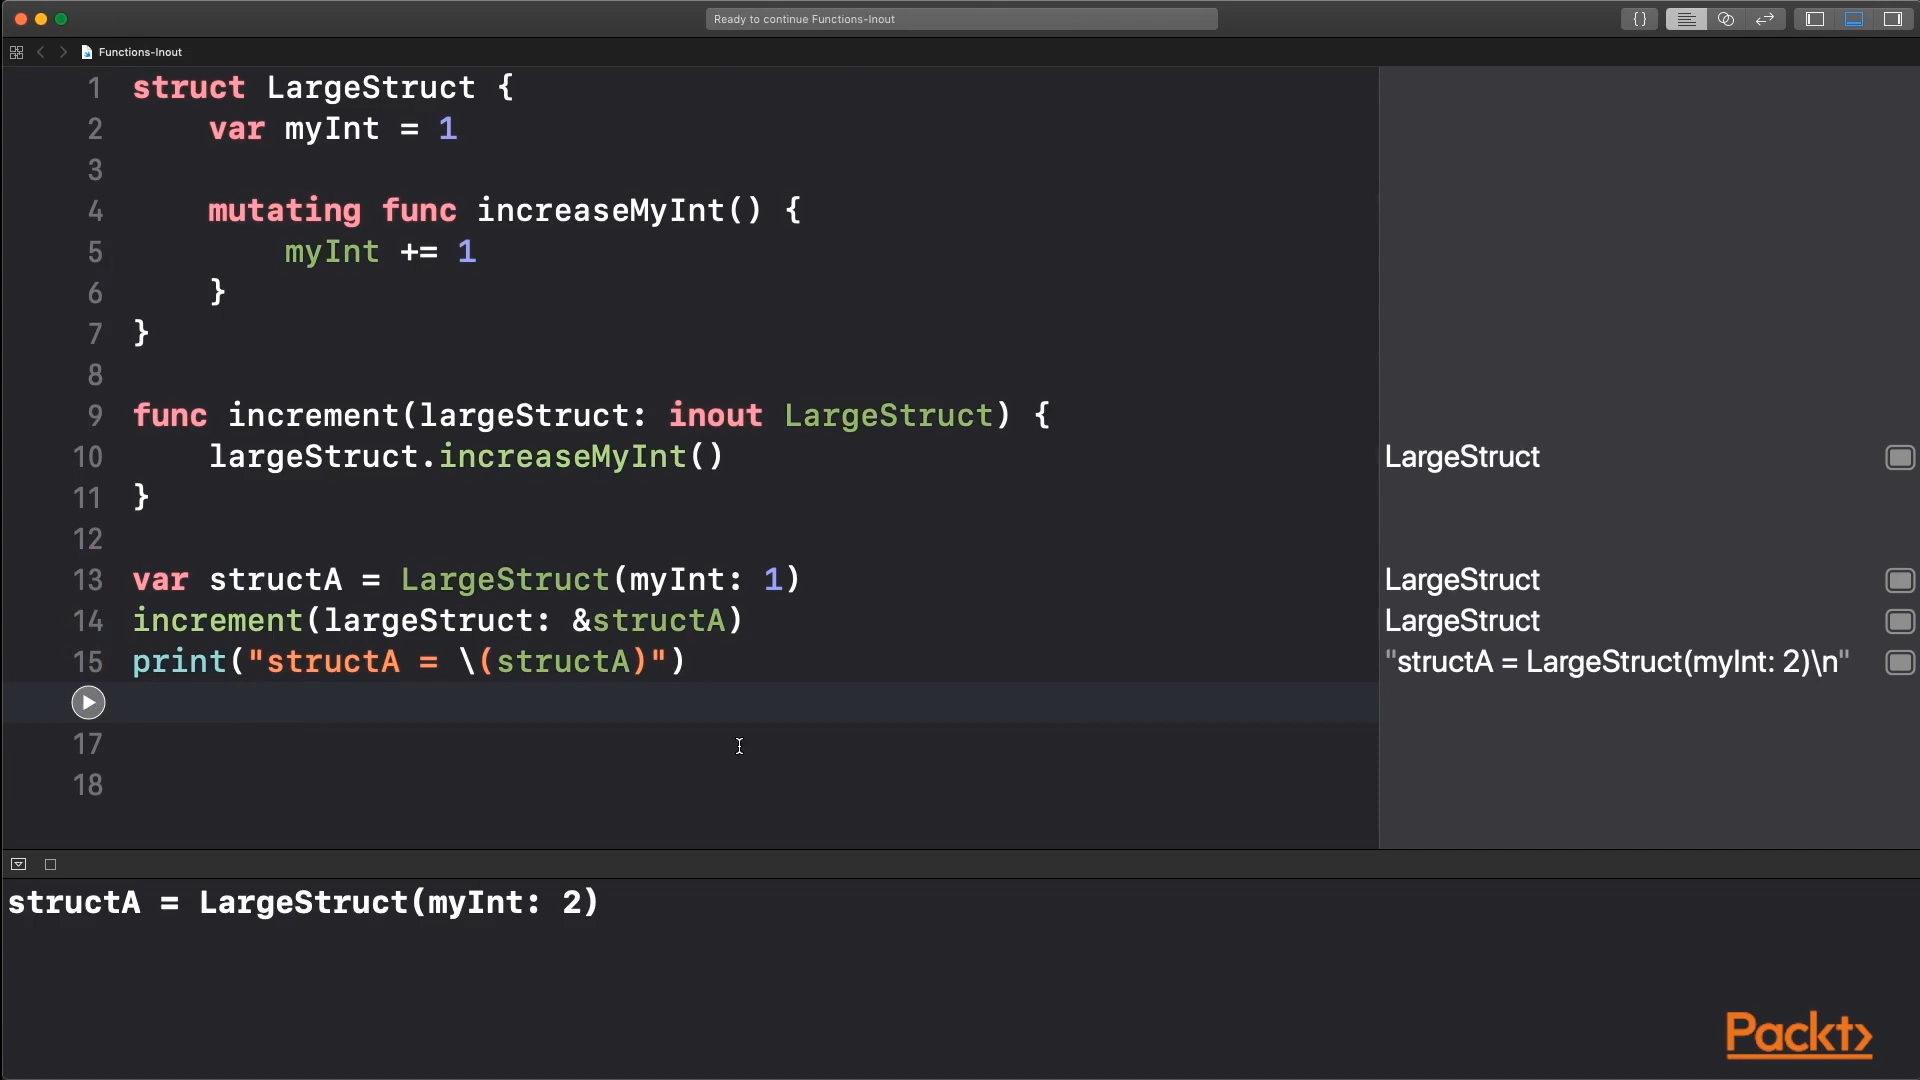 Ready to continue Functions-Inout
{}
Functions-Inout
1 struct LargeStruct {
2     var myInt = 1
3
4     mutating func increaseMyInt() {
5         myInt += 1
6     }
7 }
8
9 func increment(largeStruct: inout LargeStruct) {
10     largeStruct.increaseMyInt()
LargeStruct
11 }
12
13 var structA = LargeStruct(myInt: 1)
LargeStruct
14 increment(largeStruct: &structA)
LargeStruct
15 print("structA = \(structA)")
"structA = LargeStruct(myInt: 2)\n"
17
18
structA = LargeStruct(myInt: 2)
Packt>